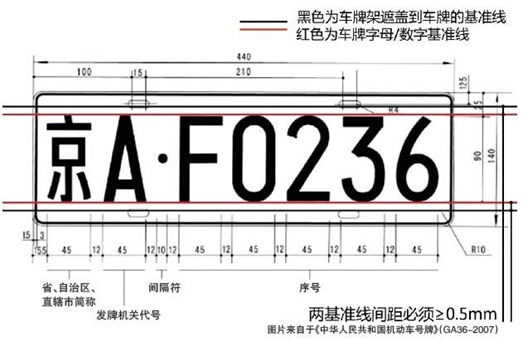 黑色为车牌架遮盖到车牌的基准线
红色为车牌字母/数字基准线
440
100 15 210
125
R4
25
京A·F0236
90
140
15 3
R10
155 45 12 45 12 10 12 45 12 45 12 45 12 45 12 45
省、自治区、 间隔符 序号
直辖市简称
发牌机关代号
两基准线间距必须≥0.5mm
图片来自于《中华人民共和国机动车号牌》(GA36-2007)